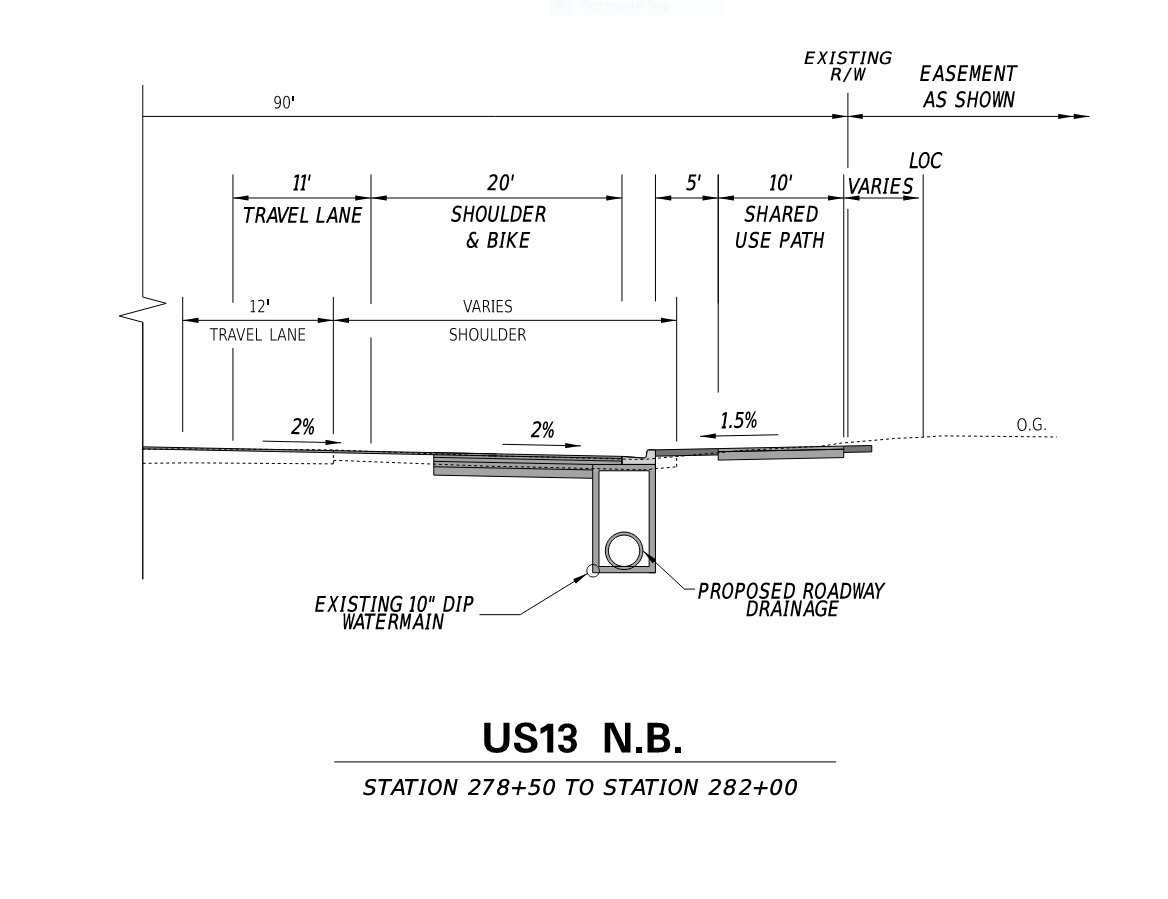 Rectangular Snip
EXISTING
R/W
EASEMENT
AS SHOWN
90'
LOC
11'
20'
5'
10'
VARIES
TRAVEL LANE
SHOULDER
& BIKE
SHARED
USE PATH
12'
VARIES
TRAVEL LANE
SHOULDER
2%
2%
1.5%
O.G.
EXISTING 10" DIP
WATERMAIN
PROPOSED ROADWAY
DRAINAGE
US13 N.B.
STATION 278+50 TO STATION 282+00